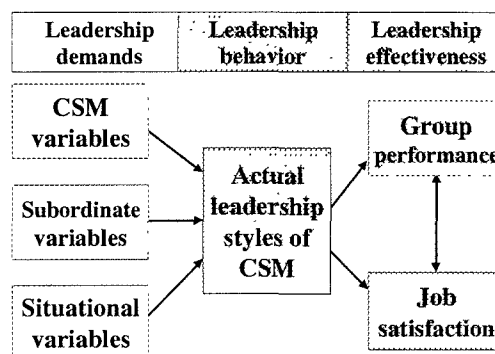 Leadership demands
Leadership behavior
Leadership effectiveness
CSM
variables
Subordinate
variables
Situational
variables
Actual
leadership
styles of
CSM
Group
performance
Job
satisfaction